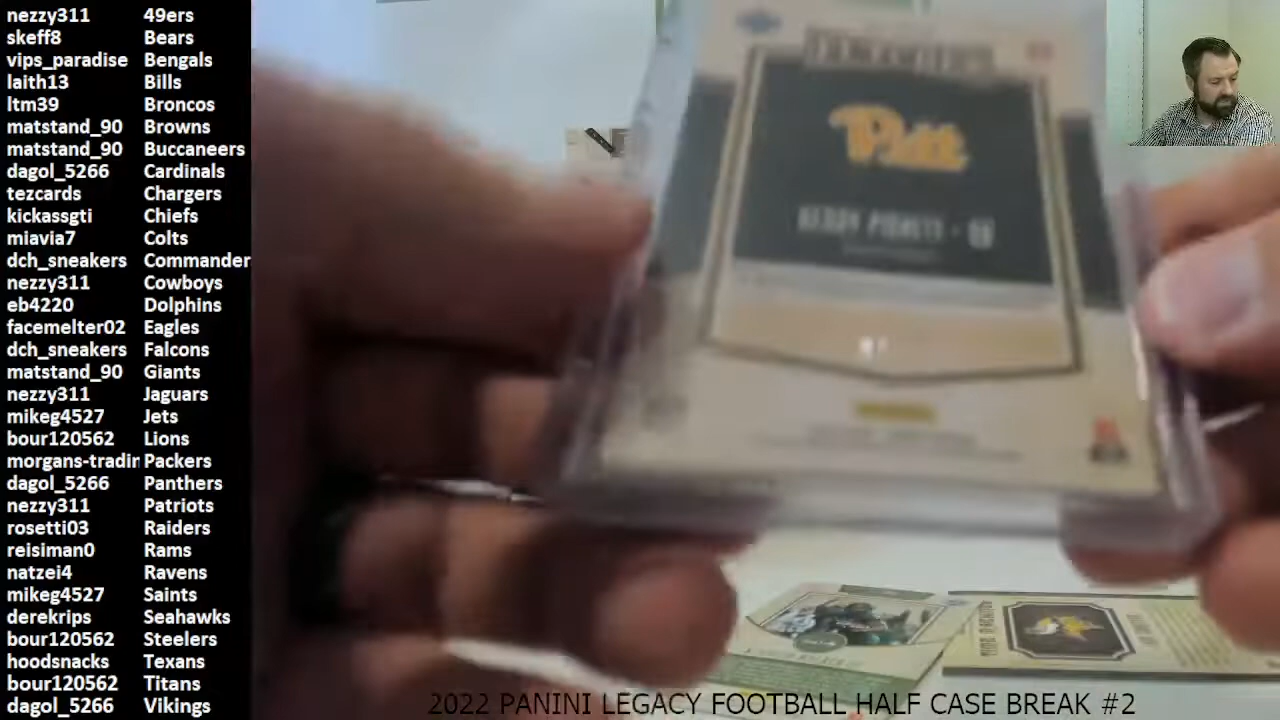 nezzy311 49ers
skeff8 Bears
vips_paradise Bengals
laith13 Bills
ltm39 Broncos
matstand_90 Browns
matstand_90 Buccaneers
dagol_5266 Cardinals
tezcards Chargers
kickassgti Chiefs
miavia7 Colts
dch_sneakers Commander
nezzy311 Cowboys
eb4220 Dolphins
facemelter02 Eagles
dch_sneakers Falcons
matstand_90 Giants
nezzy311 Jaguars
mikeg4527 Jets
bour120562 Lions
morgans-tradin Packers
dagol_5266 Panthers
nezzy311 Patriots
rosetti03 Raiders
reisiman0 Rams
natzei4 Ravens
mikeg4527 Saints
derekrips Seahawks
bour120562 Steelers
hoodsnacks Texans
bour120562 Titans
dagol_5266 Vikings
Pitt
KENNY PICKETT - QB
2022 PANINI LEGACY FOOTBALL HALF CASE BREAK #2